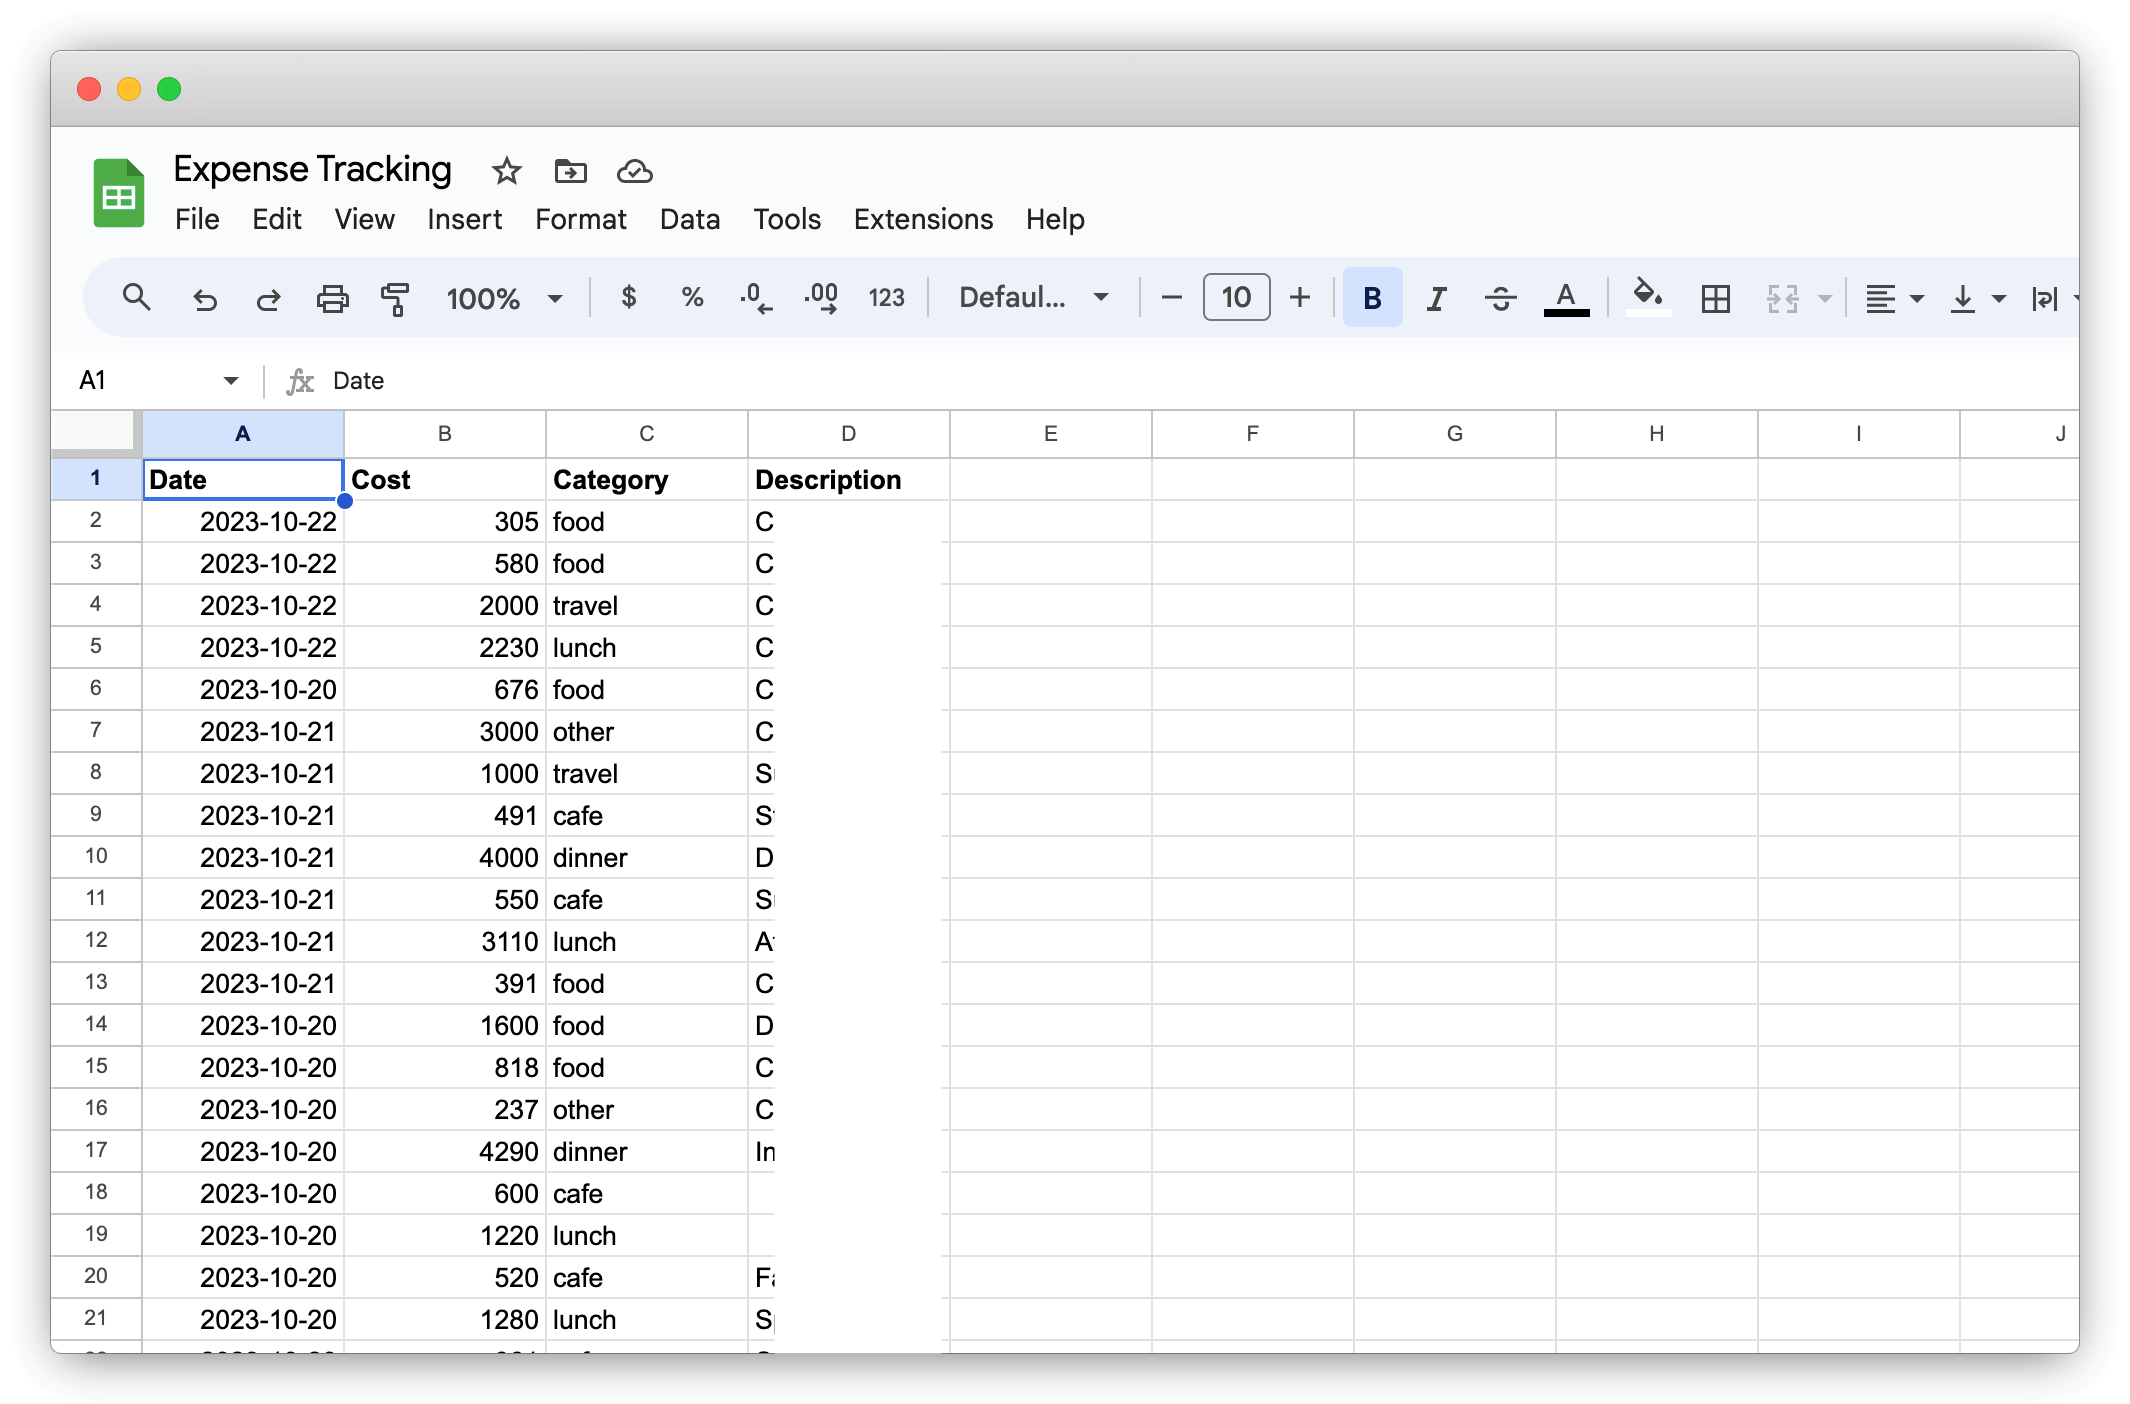 Expense Tracking
File Edit View Insert Format Data Tools Extensions Help
100% $ % .0 .00 123 Defaul... 10 B I S A
A1 fx Date
A B C D E F G H I J
1 Date Cost Category Description
2 2023-10-22 305 food C
3 2023-10-22 580 food C
4 2023-10-22 2000 travel C
5 2023-10-22 2230 lunch C
6 2023-10-20 676 food C
7 2023-10-21 3000 other C
8 2023-10-21 1000 travel S
9 2023-10-21 491 cafe S
10 2023-10-21 4000 dinner D
11 2023-10-21 550 cafe S
12 2023-10-21 3110 lunch A
13 2023-10-21 391 food C
14 2023-10-20 1600 food D
15 2023-10-20 818 food C
16 2023-10-20 237 other C
17 2023-10-20 4290 dinner In
18 2023-10-20 600 cafe
19 2023-10-20 1220 lunch
20 2023-10-20 520 cafe F
21 2023-10-20 1280 lunch S